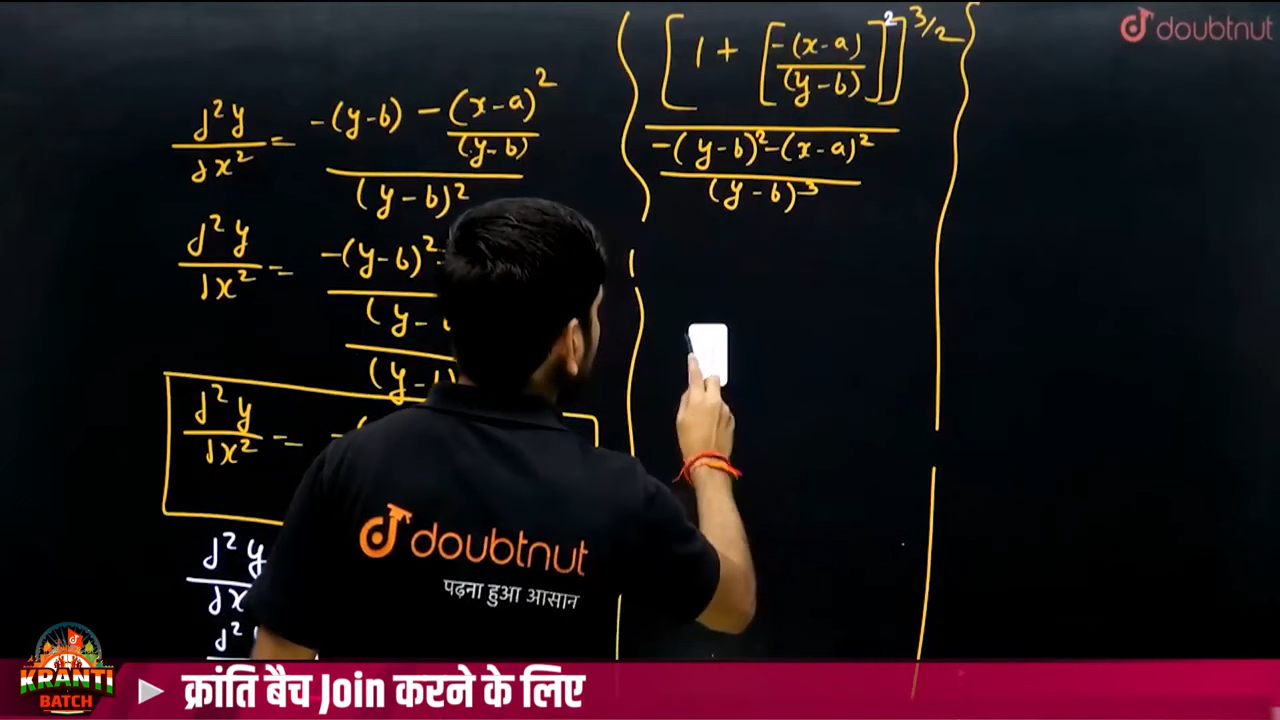 d²y/dx² = (-(y-b) - (x-a)²/(y-b)) / (y-b)²
d²y/dx² = -(y-b)²
(y-
(y-b
d²y/dx² = -(
d²y
dx
d²
[1 + [-(x-a)/(y-b)]²]^3/2
-(y-b)²-(x-a)²
(y-b)³
doubtnut
doubtnut
पढ़ना हुआ आसान
KRANTI
BATCH
क्रांति बैच Join करने के लिए